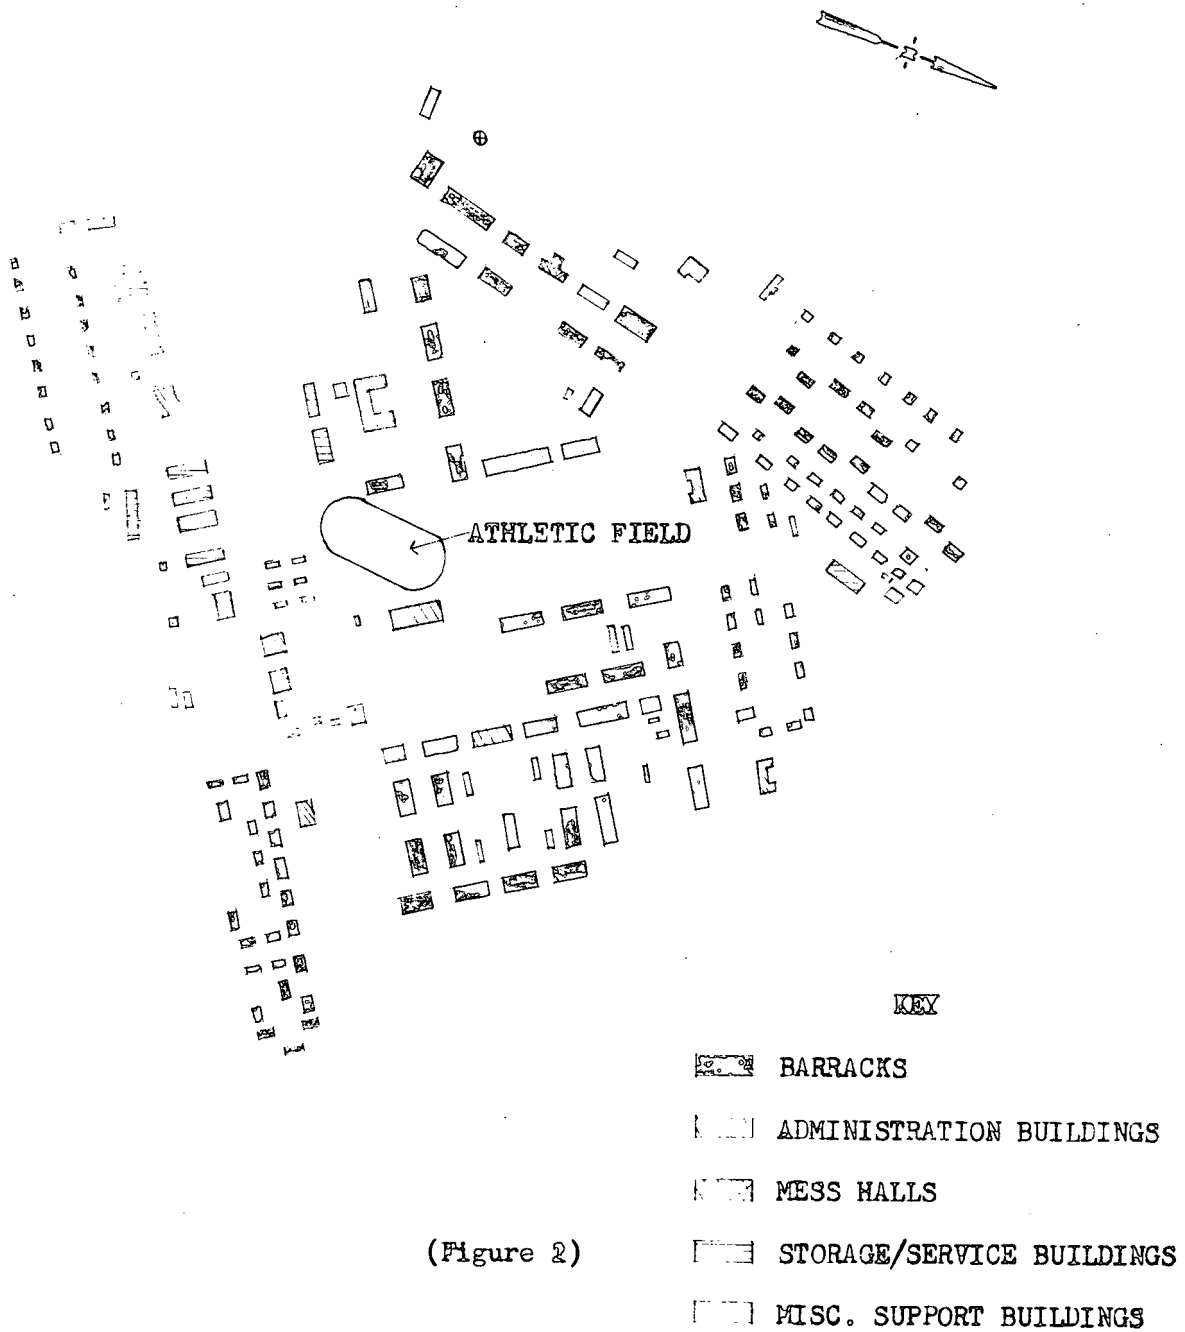 ATHLETIC FIELD
KEY
BARRACKS
ADMINISTRATION BUILDINGS
MESS HALLS
(Figure 2)
STORAGE/SERVICE BUILDINGS
MISC. SUPPORT BUILDINGS